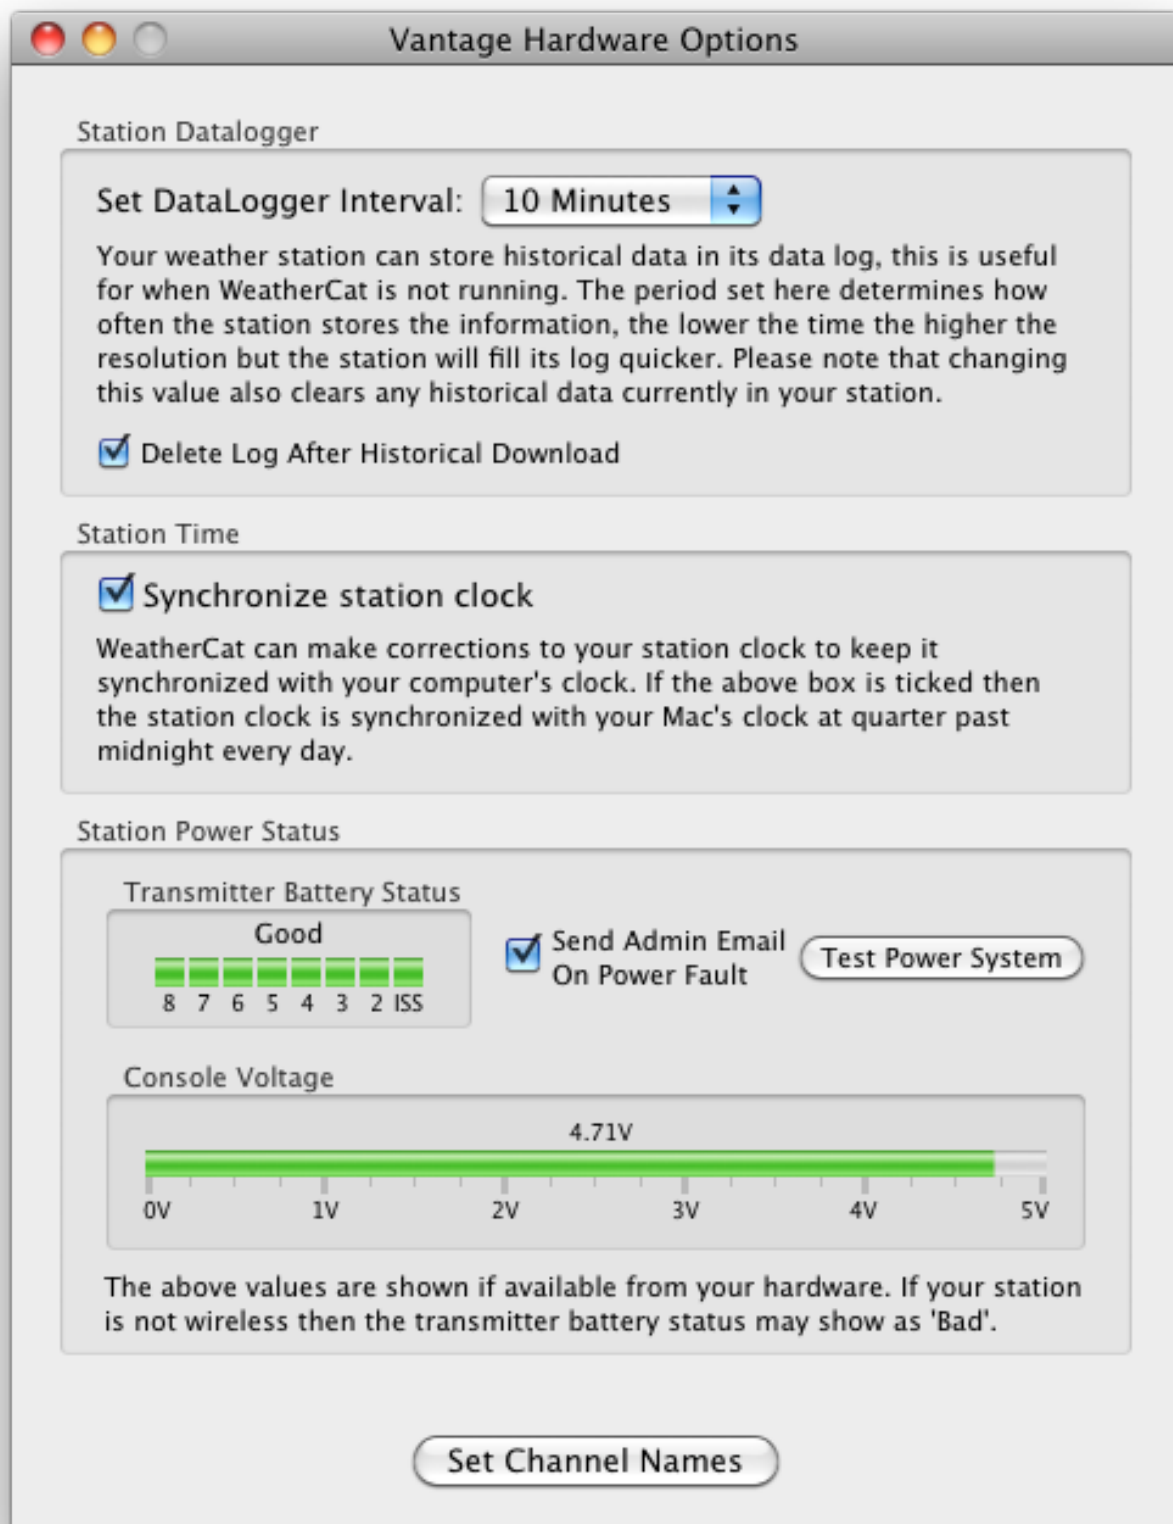 Vantage Hardware Options
Station Datalogger
Set DataLogger Interval: 10 Minutes
Your weather station can store historical data in its data log, this is useful
for when WeatherCat is not running. The period set here determines how
often the station stores the information, the lower the time the higher the
resolution but the station will fill its log quicker. Please note that changing
this value also clears any historical data currently in your station.
Delete Log After Historical Download
Station Time
Synchronize station clock
WeatherCat can make corrections to your station clock to keep it
synchronized with your computer's clock. If the above box is ticked then
the station clock is synchronized with your Mac's clock at quarter past
midnight every day.
Station Power Status
Transmitter Battery Status
Good
8 7 6 5 4 3 2 ISS
Send Admin Email
On Power Fault
Test Power System
Console Voltage
4.71V
0V 1V 2V 3V 4V 5V
The above values are shown if available from your hardware. If your station
is not wireless then the transmitter battery status may show as 'Bad'.
Set Channel Names